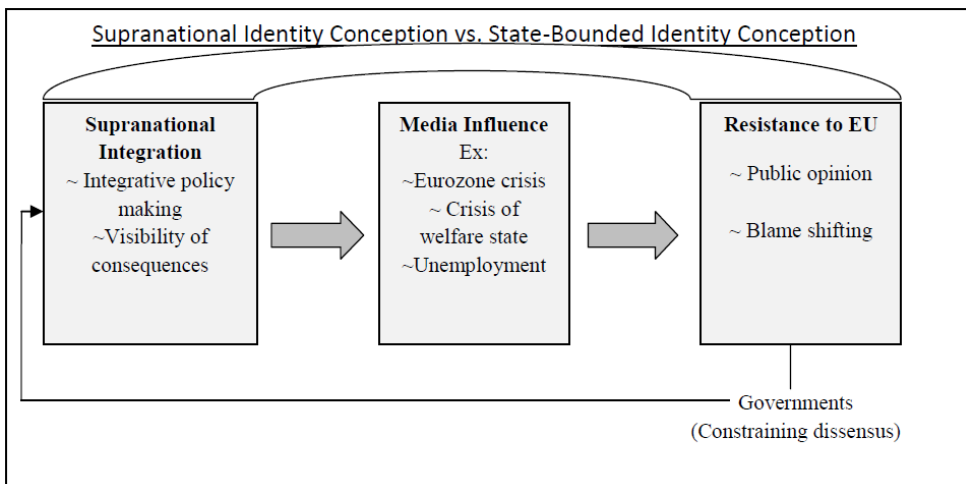 Supranational Identity Conception vs. State-Bounded Identity Conception
Supranational
Integration
~ Integrative policy
making
~Visibility of
consequences
Media Influence
Ex:
~Eurozone crisis
~ Crisis of
welfare state
~Unemployment
Resistance to EU
~ Public opinion
~ Blame shifting
Governments
(Constraining dissensus)